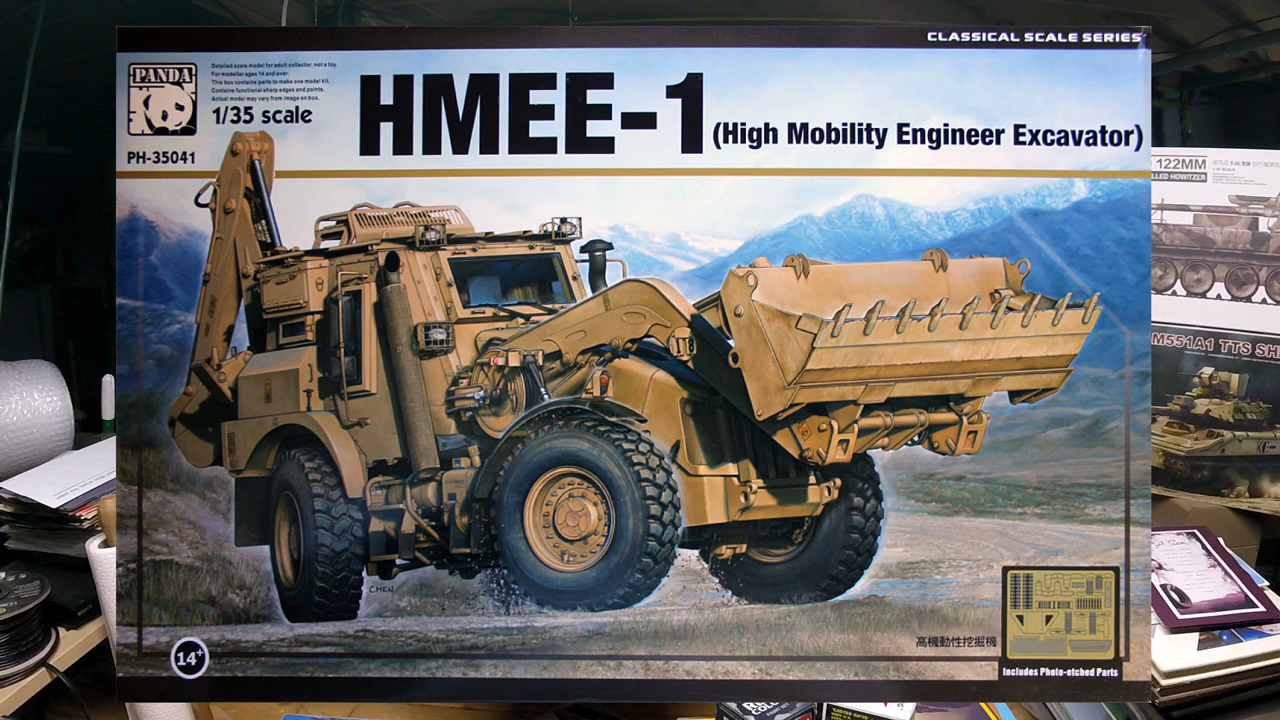 CLASSICAL SCALE SERIES
PANDA
Detailed scale model for adult collector, not a toy.
For modeller ages 14 and over.
This box contains parts to make one model kit.
Contains functional sharp edges and points.
Actual model may vary from image on box.
1/35 scale
PH-35041
HMEE-1 (High Mobility Engineer Excavator)
122MM
LLED HOWITZER
M551A1 TTS SH
CHEN
14+
高機動性挖掘機
Includes Photo-etched Parts